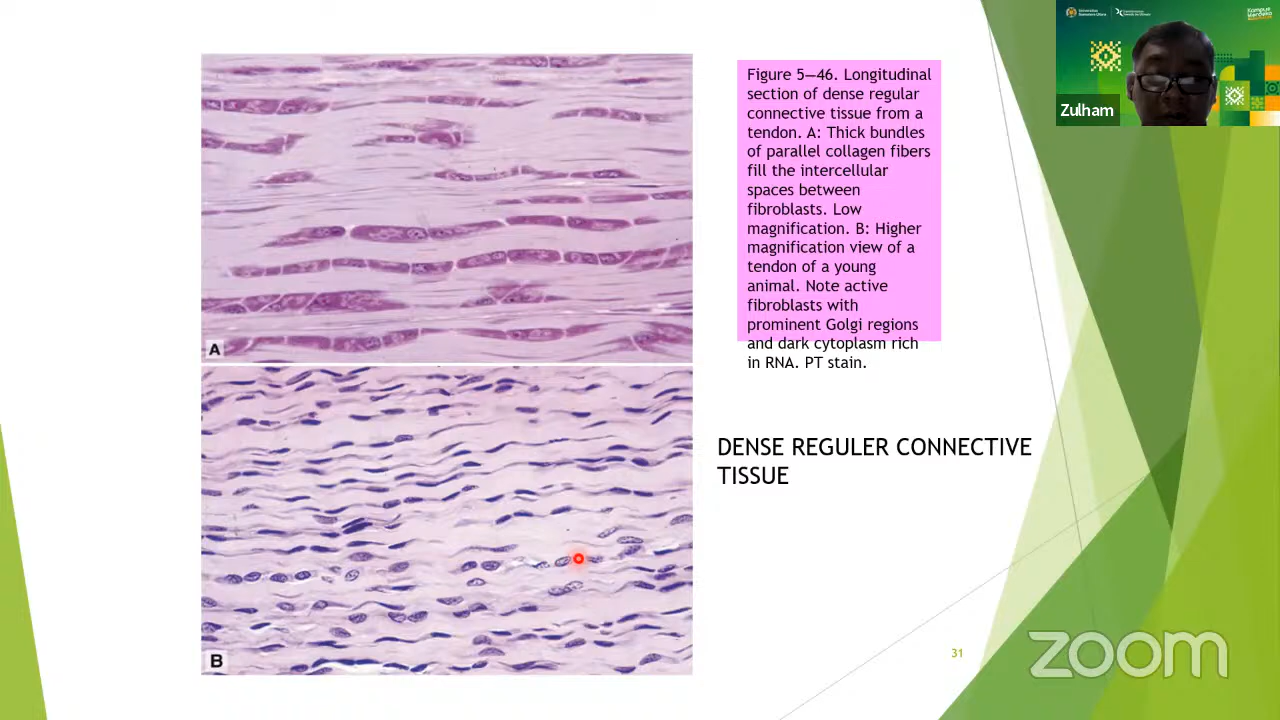 Figure 5—46. Longitudinal
section of dense regular
connective tissue from a
tendon. A: Thick bundles
of parallel collagen fibers
fill the intercellular
spaces between
fibroblasts. Low
magnification. B: Higher
magnification view of a
tendon of a young
animal. Note active
fibroblasts with
prominent Golgi regions
and dark cytoplasm rich
in RNA. PT stain.
A
B
DENSE REGULER CONNECTIVE
TISSUE
31
Zulham
zoom